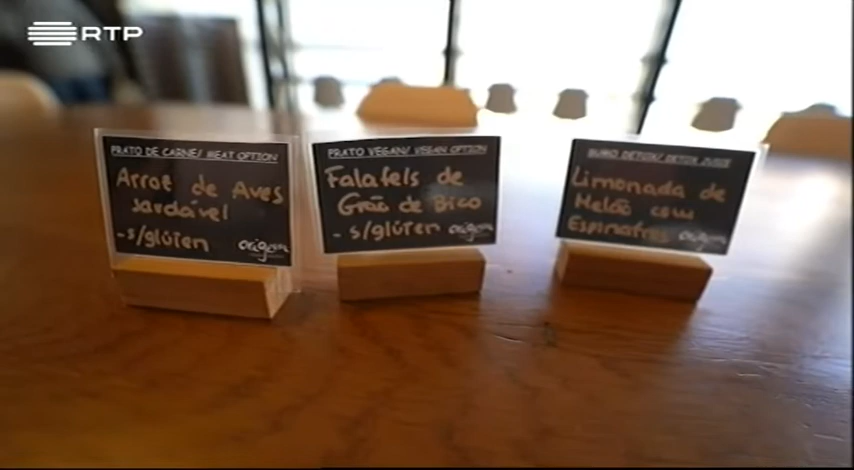 RTP
PRATO DE CARNE/ MEAT OPTION
Arroz de Aves
saudável
-s/glúten
origem
PRATO VEGAN/ VEGAN OPTION
Falafels de
Grão de Bico
- s/glúten
origem
SUMO DETOX/ DETOX JUICE
Limonada de
Melão com
Espinafres
origem